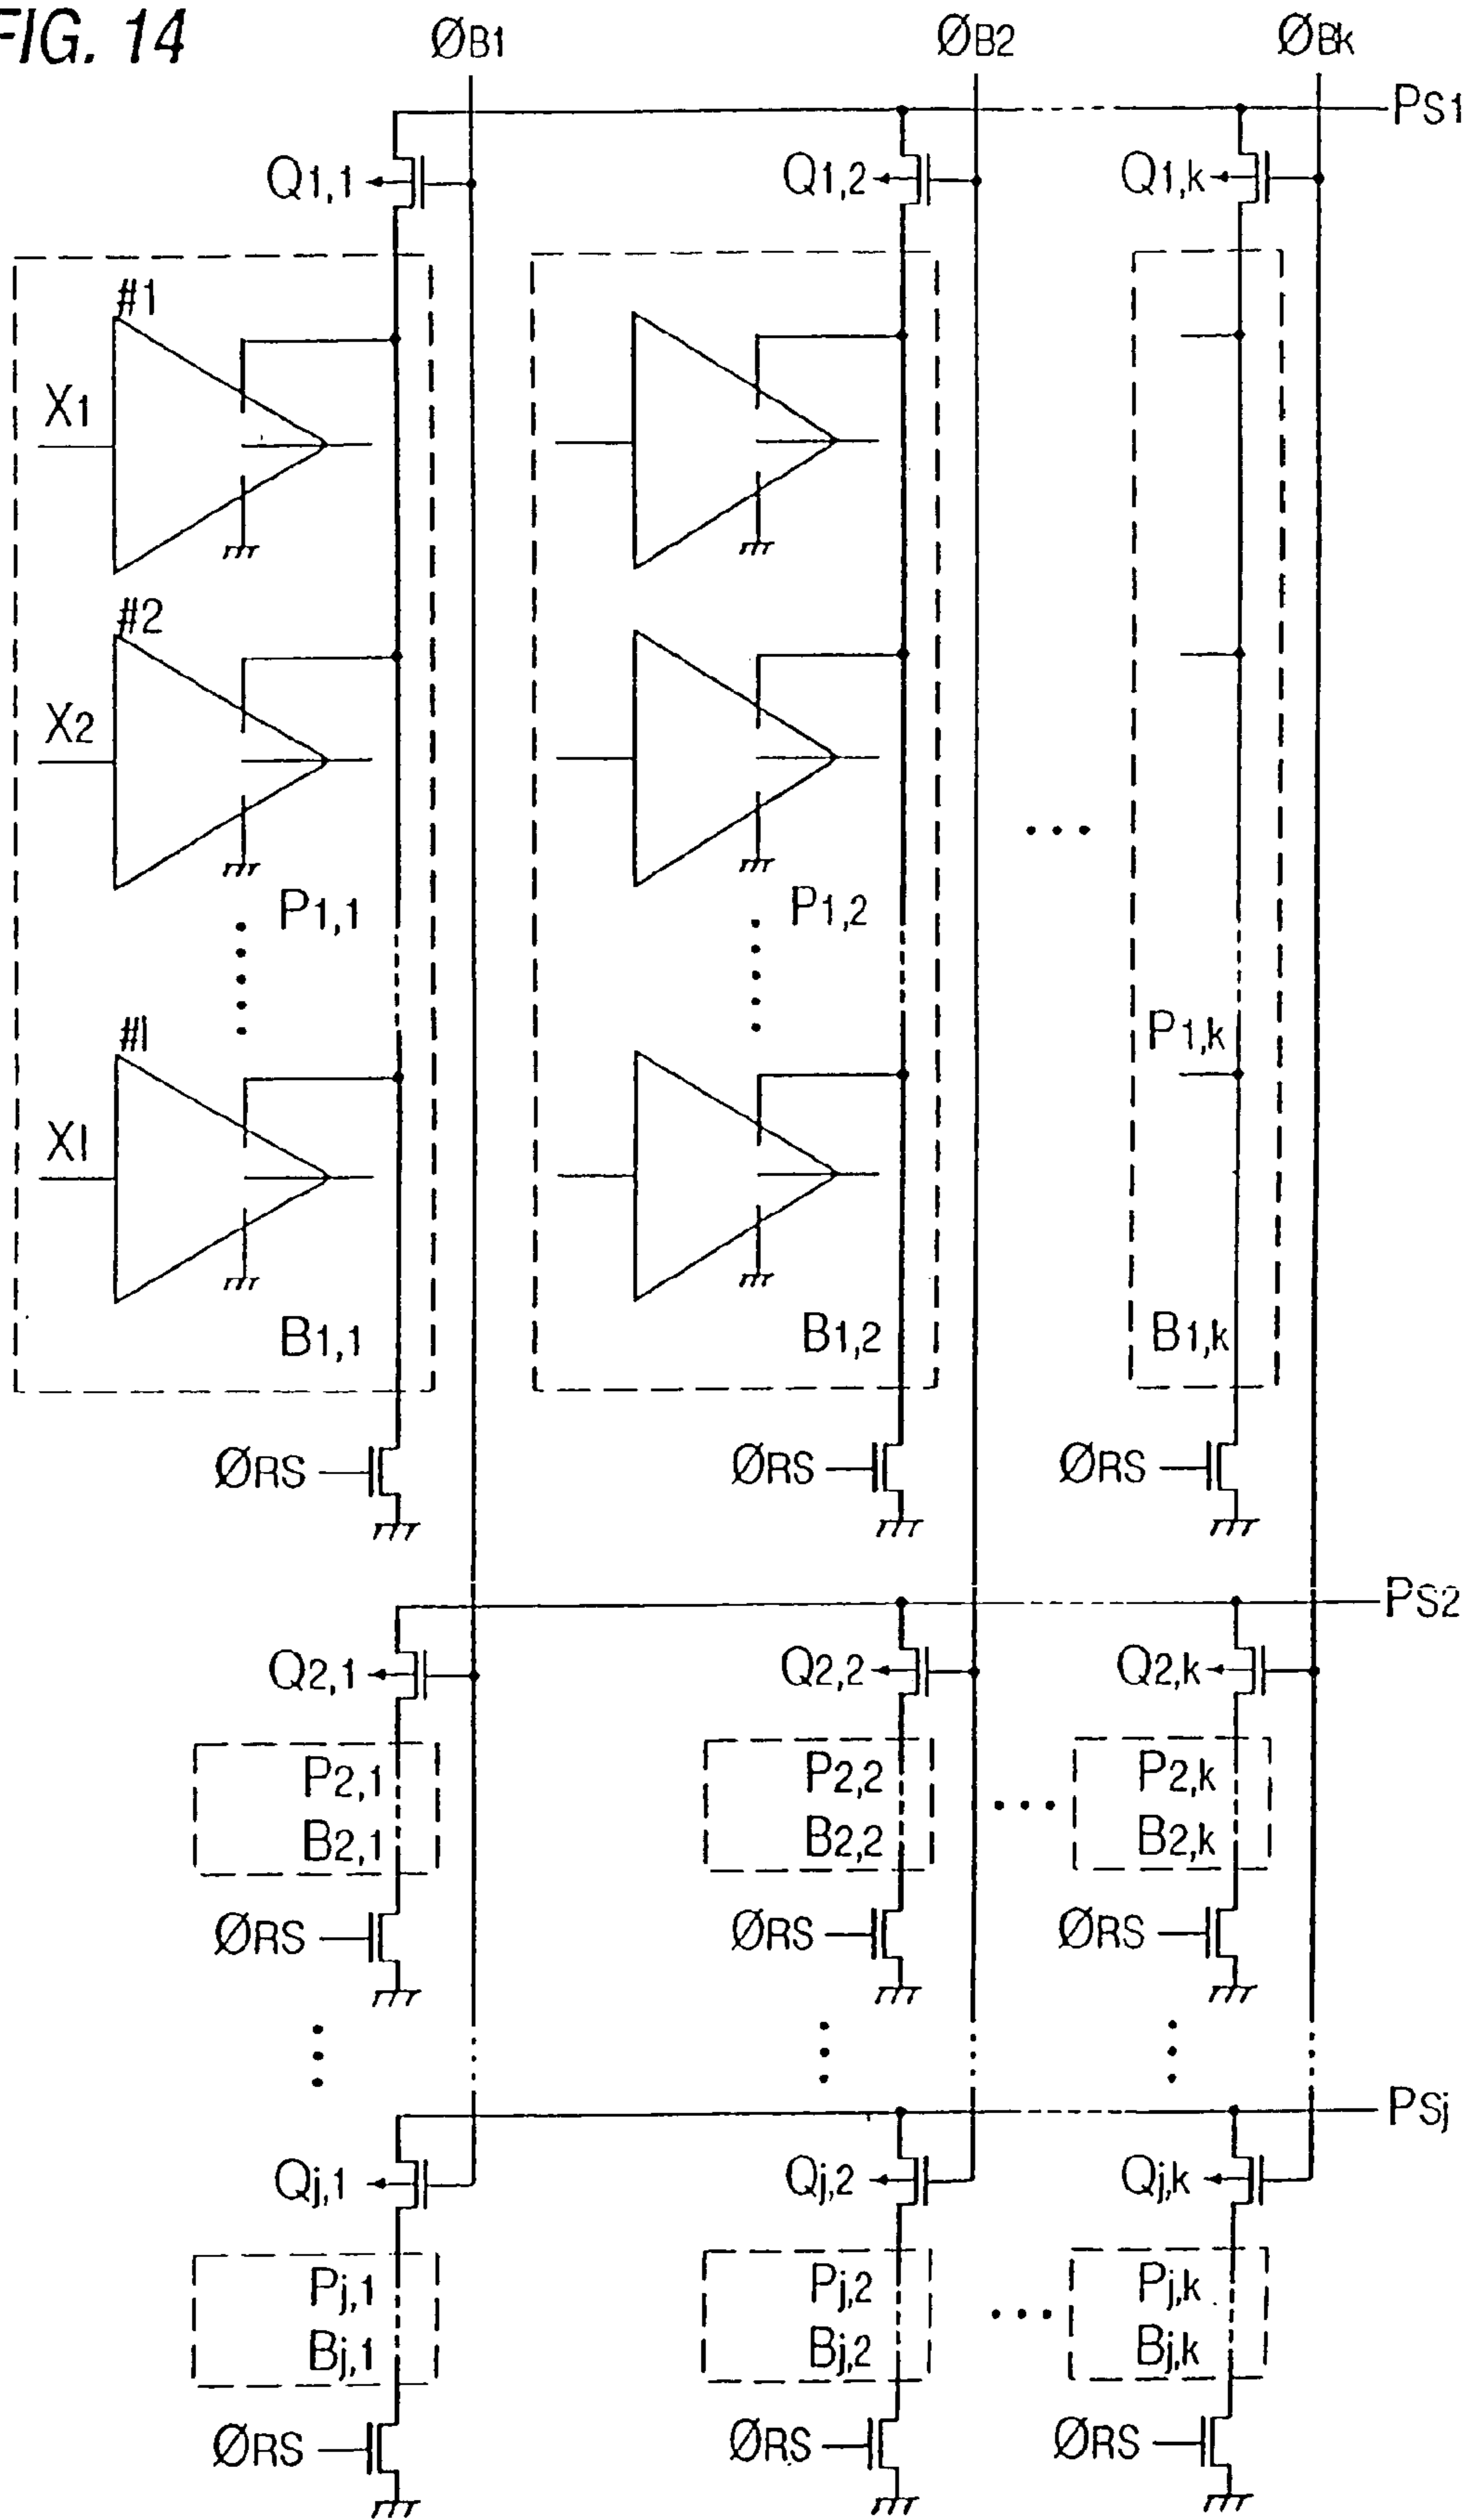 FIG. 14
ØB1 ØB2 ØBk
PS1
Q1,1 Q1,2 Q1,k
#1
X1
#2
X2
P1,1 P1,2
#l P1,k
Xl
B1,1 B1,2 B1,k
ØRS ØRS ØRS
PS2
Q2,1 Q2,2 Q2,k
P2,1 P2,2 P2,k
B2,1 B2,2 B2,k
ØRS ØRS ØRS
PSj
Qj,1 Qj,2 Qj,k
Pj,1 Pj,2 Pj,k
Bj,1 Bj,2 Bj,k
ØRS ØRS ØRS